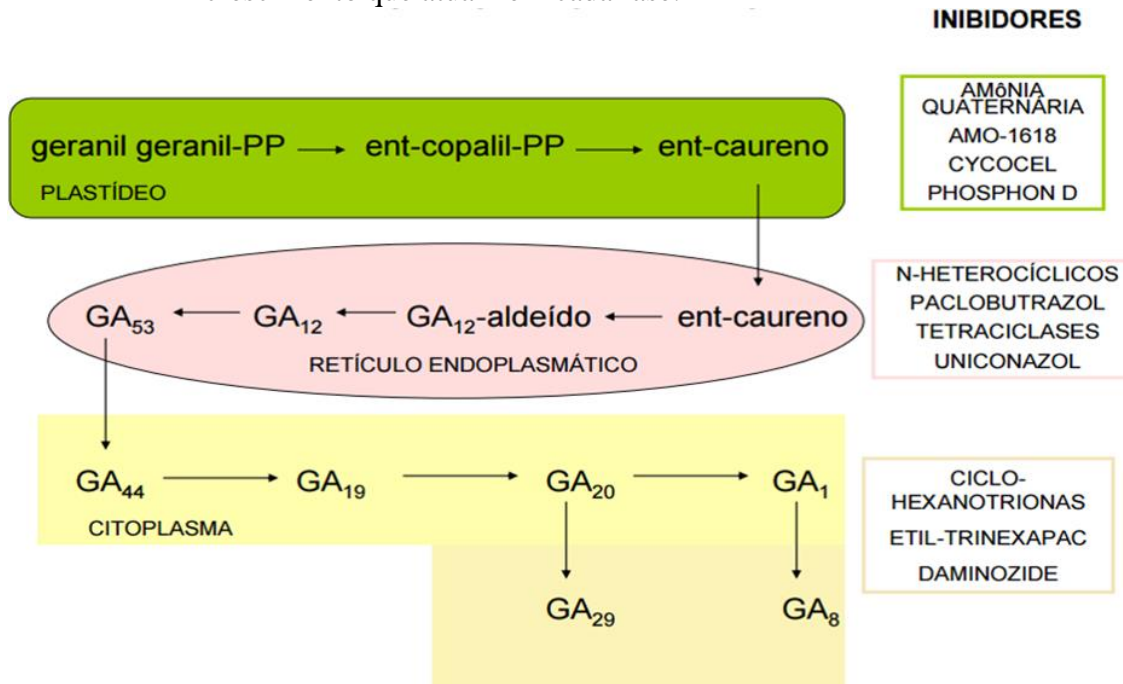 INIBIDORES
geranil geranil-PP → ent-copalil-PP → ent-caureno
PLASTÍDEO
AMôNIA
QUATERNÁRIA
AMO-1618
CYCOCEL
PHOSPHON D
GA53 ← GA12 ← GA12-aldeído ← ent-caureno
RETÍCULO ENDOPLASMÁTICO
N-HETEROCÍCLICOS
PACLOBUTRAZOL
TETRACICLASES
UNICONAZOL
GA44 → GA19 → GA20 → GA1
CITOPLASMA
GA29 GA8
CICLO-
HEXANOTRIONAS
ETIL-TRINEXAPAC
DAMINOZIDE